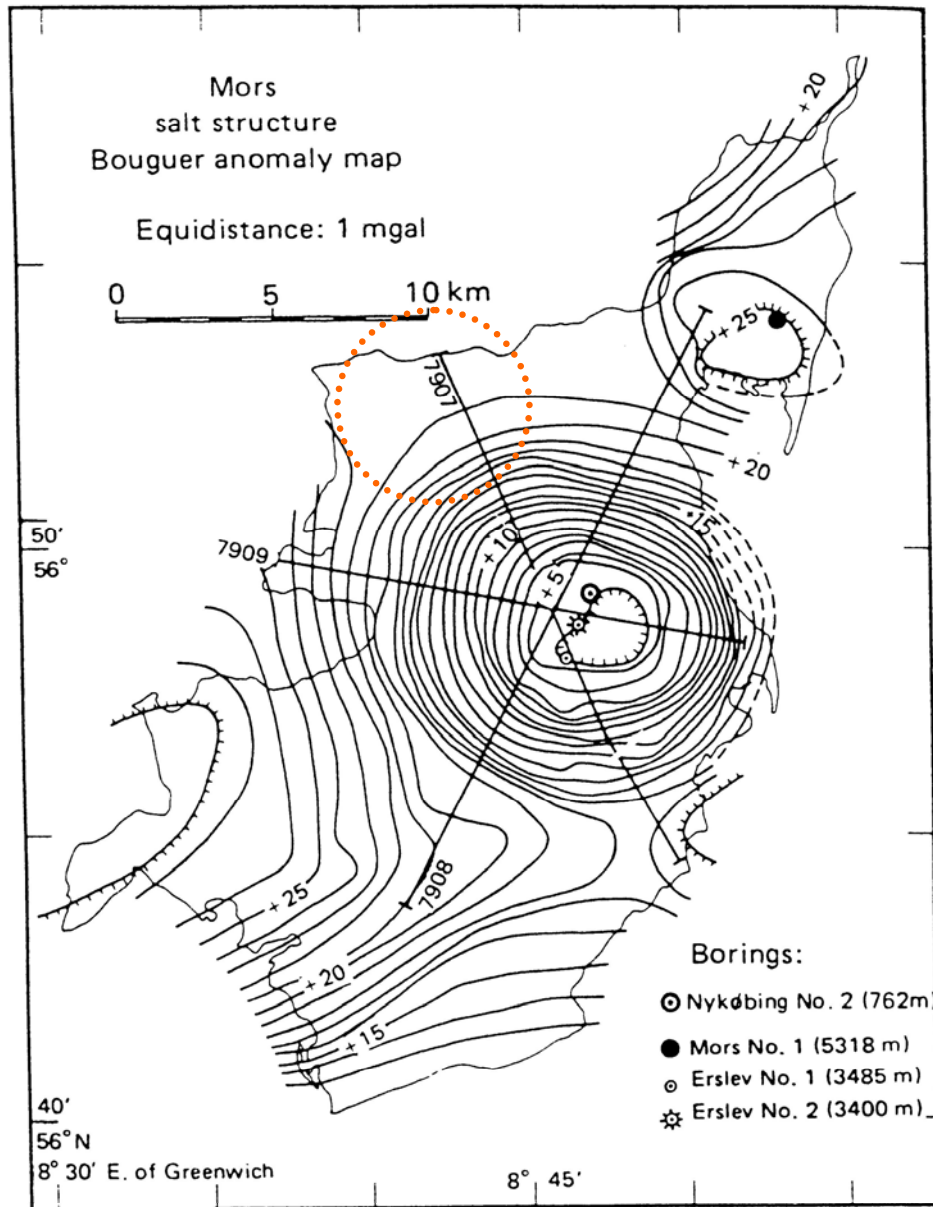 Mors
salt structure
Bouguer anomaly map
Equidistance: 1 mgal
0 5 10 km
+20
+25
7907
+20
+15
50'
56°
7909
+10
+5
+25
7908
+20
+15
Borings:
Nykøbing No. 2 (762m)
Mors No. 1 (5318 m)
Erslev No. 1 (3485 m)
Erslev No. 2 (3400 m)
40'
56°N
8° 30' E. of Greenwich
8° 45'